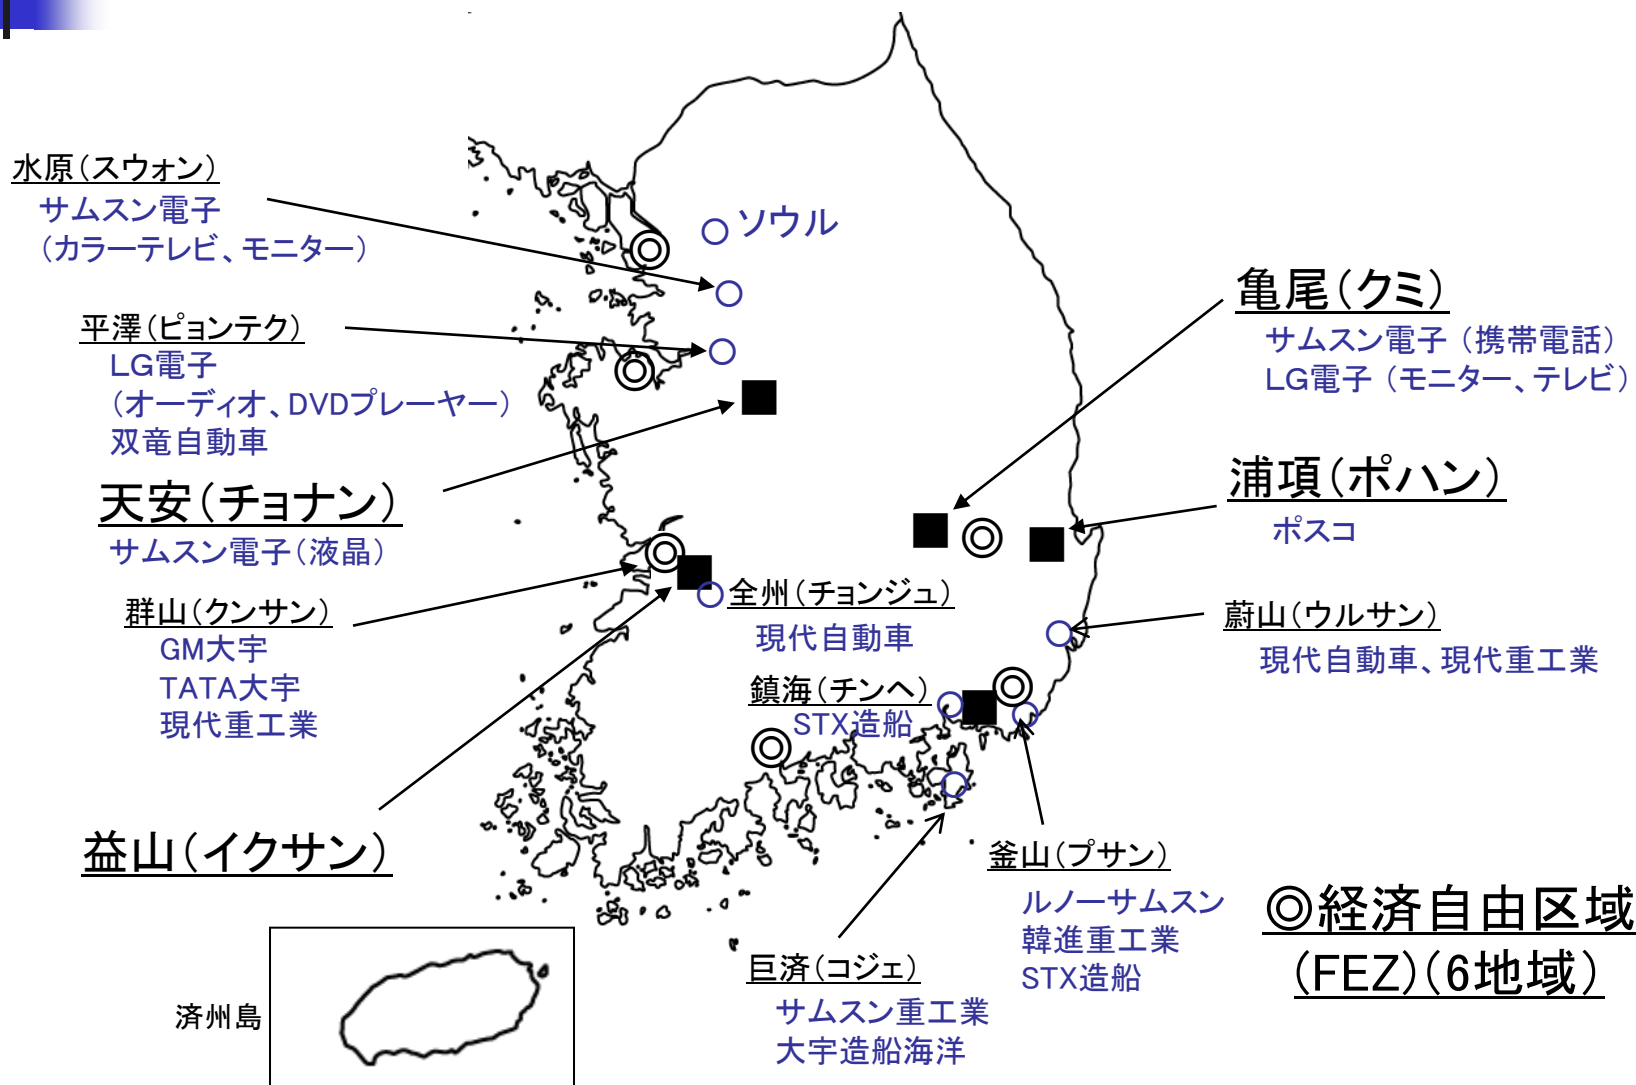 水原（スウォン）
サムスン電子
（カラーテレビ、モニター）
ソウル
平澤（ピョンテク）
LG電子
（オーディオ、DVDプレーヤー）
双竜自動車
天安（チョナン）
サムスン電子（液晶）
群山（クンサン）
GM大宇
TATA大宇
現代重工業
益山（イクサン）
済州島
全州（チョンジュ）
現代自動車
鎮海（チンヘ）
STX造船
亀尾（クミ）
サムスン電子（携帯電話）
LG電子（モニター、テレビ）
浦項（ポハン）
ポスコ
蔚山（ウルサン）
現代自動車、現代重工業
釜山（プサン）
ルノーサムスン
韓進重工業
STX造船
巨済（コジェ）
サムスン重工業
大宇造船海洋
◎経済自由区域
（FEZ）（6地域）